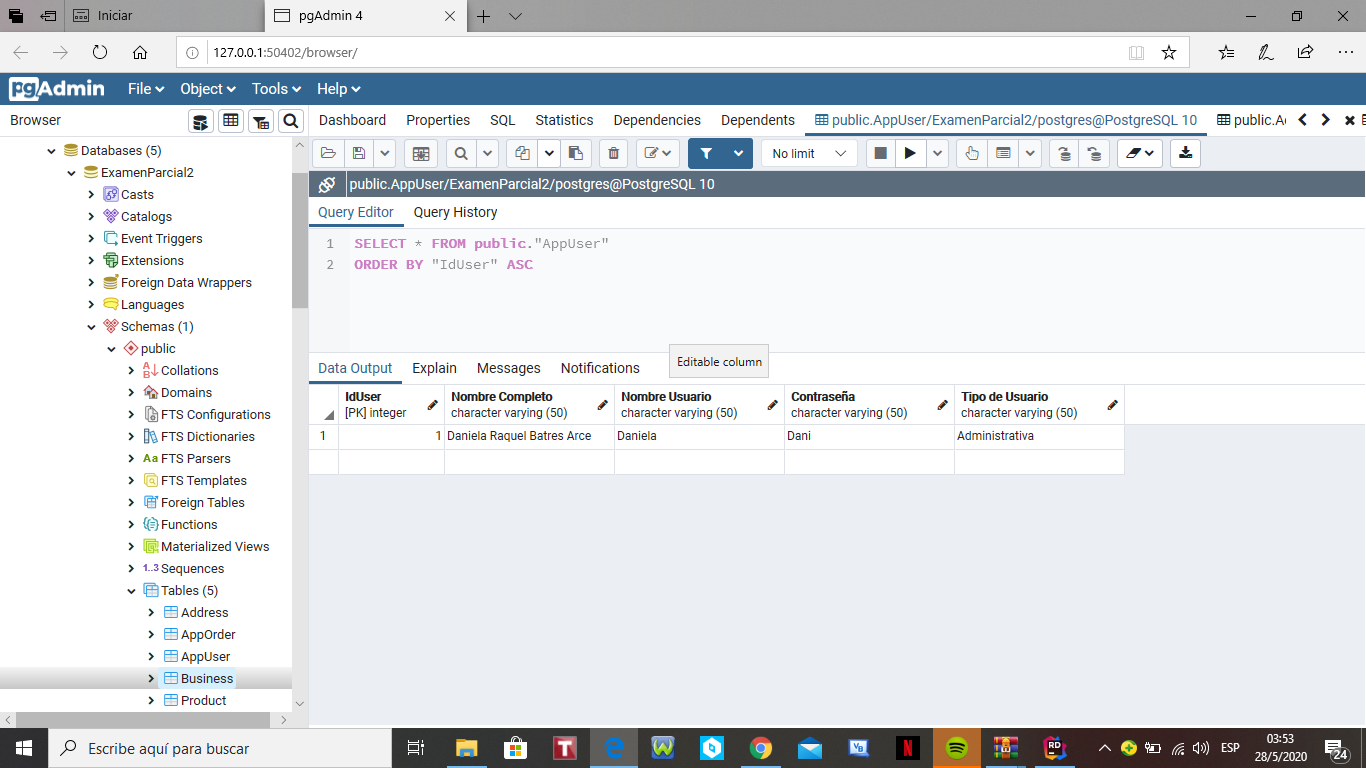 Iniciar
pgAdmin 4
127.0.0.1:50402/browser/
pgAdmin File Object Tools Help
Browser
Dashboard Properties SQL Statistics Dependencies Dependents public.AppUser/ExamenParcial2/postgres@PostgreSQL 10 public.A
No limit
public.AppUser/ExamenParcial2/postgres@PostgreSQL 10
Query Editor Query History
1 SELECT * FROM public."AppUser"
2 ORDER BY "IdUser" ASC
Editable column
Data Output Explain Messages Notifications
IdUser Nombre Completo Nombre Usuario Contraseña Tipo de Usuario
[PK] integer character varying (50) character varying (50) character varying (50) character varying (50)
1 1 Daniela Raquel Batres Arce Daniela Dani Administrativa
Databases (5)
ExamenParcial2
Casts
Catalogs
Event Triggers
Extensions
Foreign Data Wrappers
Languages
Schemas (1)
public
Collations
Domains
FTS Configurations
FTS Dictionaries
Aa FTS Parsers
FTS Templates
Foreign Tables
Functions
Materialized Views
1..3 Sequences
Tables (5)
Address
AppOrder
AppUser
Business
Product
Escribe aquí para buscar
ESP
03:53
28/5/2020
24